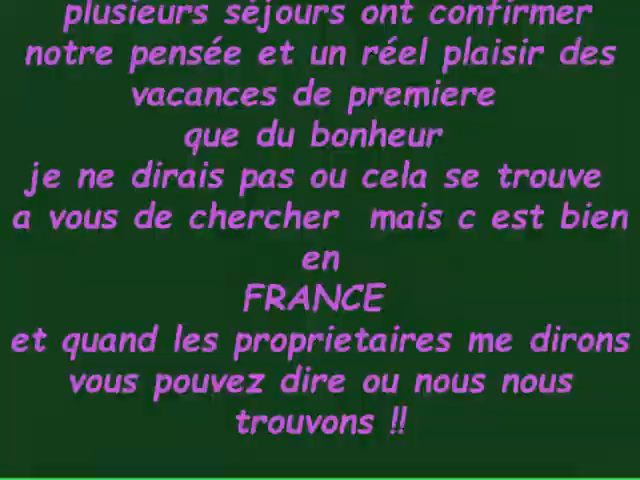 plusieurs séjours ont confirmer
notre pensée et un réel plaisir des
vacances de premiere
que du bonheur
je ne dirais pas ou cela se trouve
a vous de chercher mais c est bien
en
FRANCE
et quand les proprietaires me dirons
vous pouvez dire ou nous nous
trouvons !!